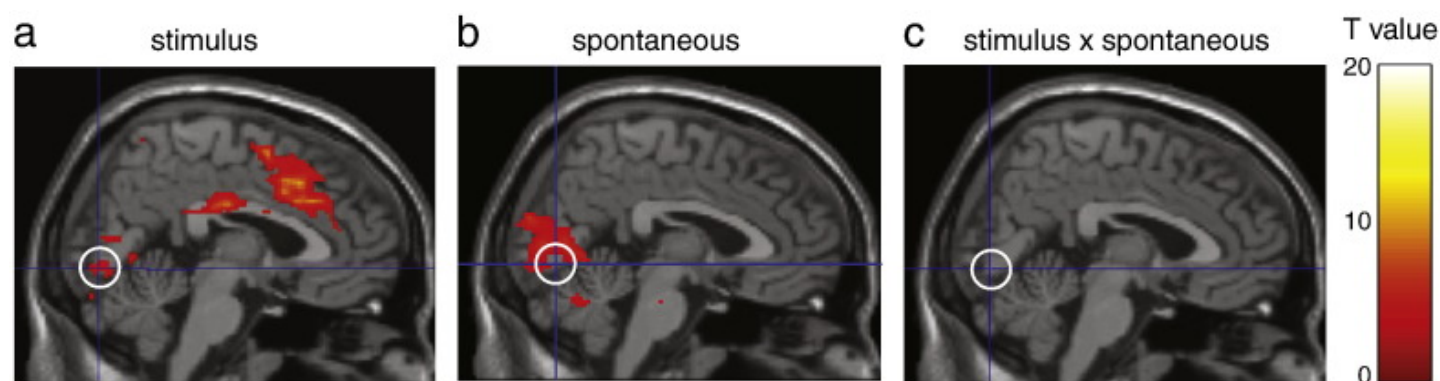 a stimulus
b spontaneous
c stimulus x spontaneous
T value
20
10
0